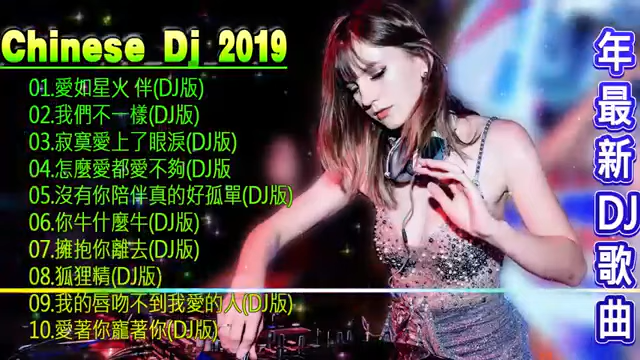 Chinese Dj 2019
01.愛如星火 伴(DJ版)
02.我們不一樣(DJ版)
03.寂寞愛上了眼淚(DJ版)
04.怎麼愛都愛不夠(DJ版
05.沒有你陪伴真的好孤單(DJ版)
06.你牛什麼牛(DJ版)
07.擁抱你離去(DJ版)
08.狐狸精(DJ版)
09.我的唇吻不到我愛的人(DJ版)
10.愛著你寵著你(DJ版)
年最新DJ歌曲